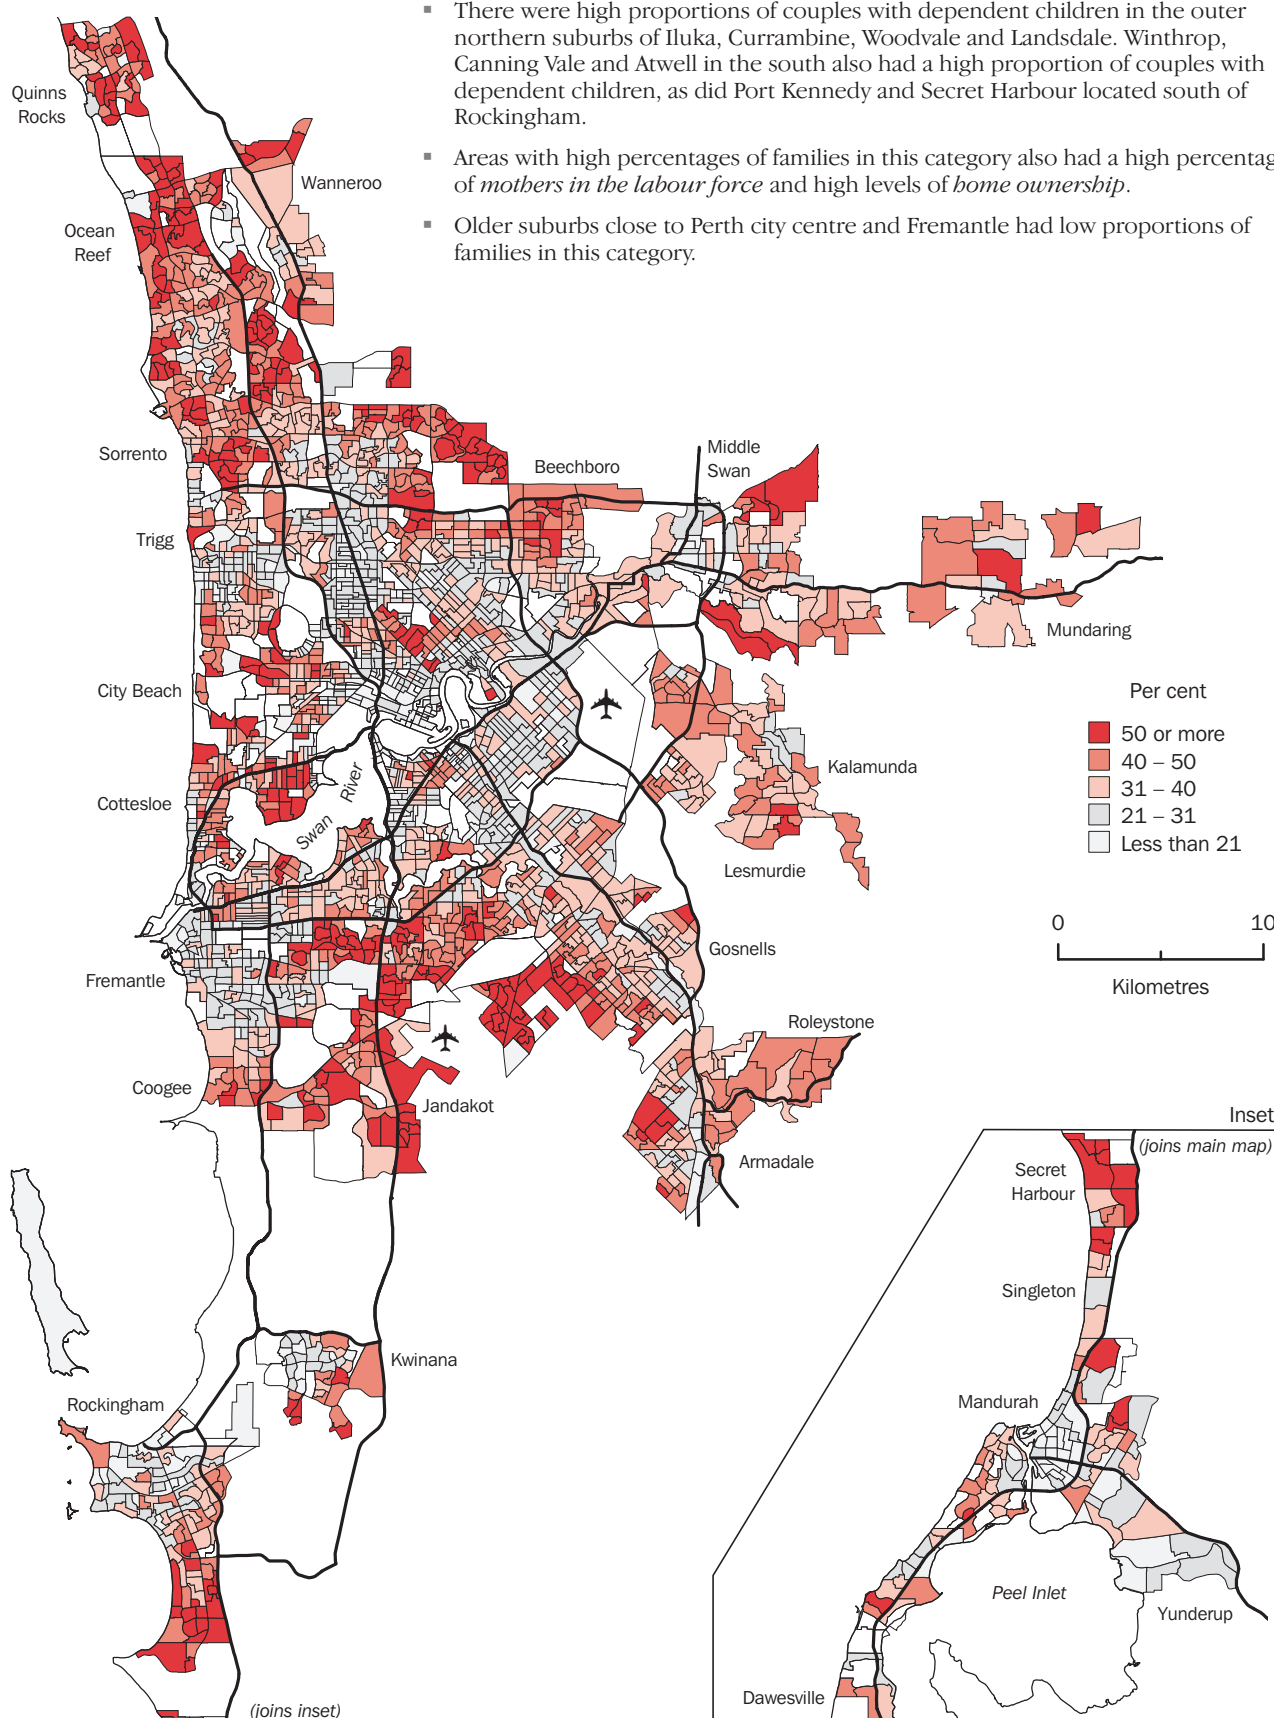 ▪ There were high proportions of couples with dependent children in the outer
northern suburbs of Iluka, Currambine, Woodvale and Landsdale. Winthrop,
Canning Vale and Atwell in the south also had a high proportion of couples with
dependent children, as did Port Kennedy and Secret Harbour located south of
Rockingham.
▪ Areas with high percentages of families in this category also had a high percentag
of mothers in the labour force and high levels of home ownership.
▪ Older suburbs close to Perth city centre and Fremantle had low proportions of
families in this category.
Quinns
Rocks
Wanneroo
Ocean
Reef
Sorrento
Beechboro
Middle
Swan
Trigg
Mundaring
City Beach
Per cent
50 or more
40 – 50
31 – 40
21 – 31
Less than 21
Kalamunda
Cottesloe
Swan River
Lesmurdie
0 10
Kilometres
Gosnells
Fremantle
Roleystone
Coogee
Jandakot
Armadale
Inset
(joins main map)
Secret
Harbour
Singleton
Kwinana
Rockingham
Mandurah
Peel Inlet
Yunderup
Dawesville
(joins inset)